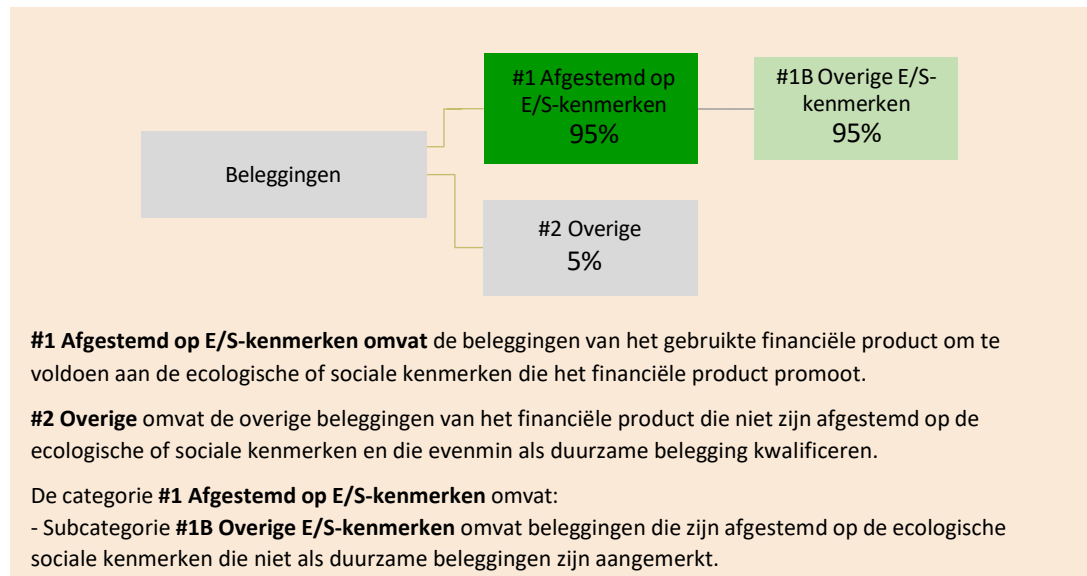 #1 Afgestemd op
E/S-kenmerken
95%
#1B Overige E/S-
kenmerken
95%
Beleggingen
#2 Overige
5%
#1 Afgestemd op E/S-kenmerken omvat de beleggingen van het gebruikte financiële product om te
voldoen aan de ecologische of sociale kenmerken die het financiële product promoot.
#2 Overige omvat de overige beleggingen van het financiële product die niet zijn afgestemd op de
ecologische of sociale kenmerken en die evenmin als duurzame belegging kwalificeren.
De categorie #1 Afgestemd op E/S-kenmerken omvat:
- Subcategorie #1B Overige E/S-kenmerken omvat beleggingen die zijn afgestemd op de ecologische
sociale kenmerken die niet als duurzame beleggingen zijn aangemerkt.